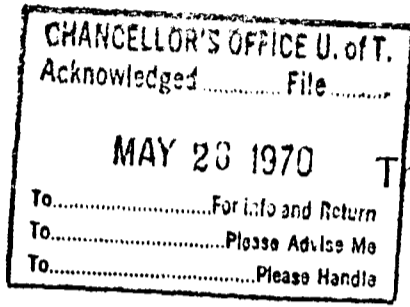 CHANCELLOR'S OFFICE U. of T.
Acknowledged ............ File .........
MAY 1970 T
To............................For info and Return
To............................Please Advise Me
To............................Please Handle